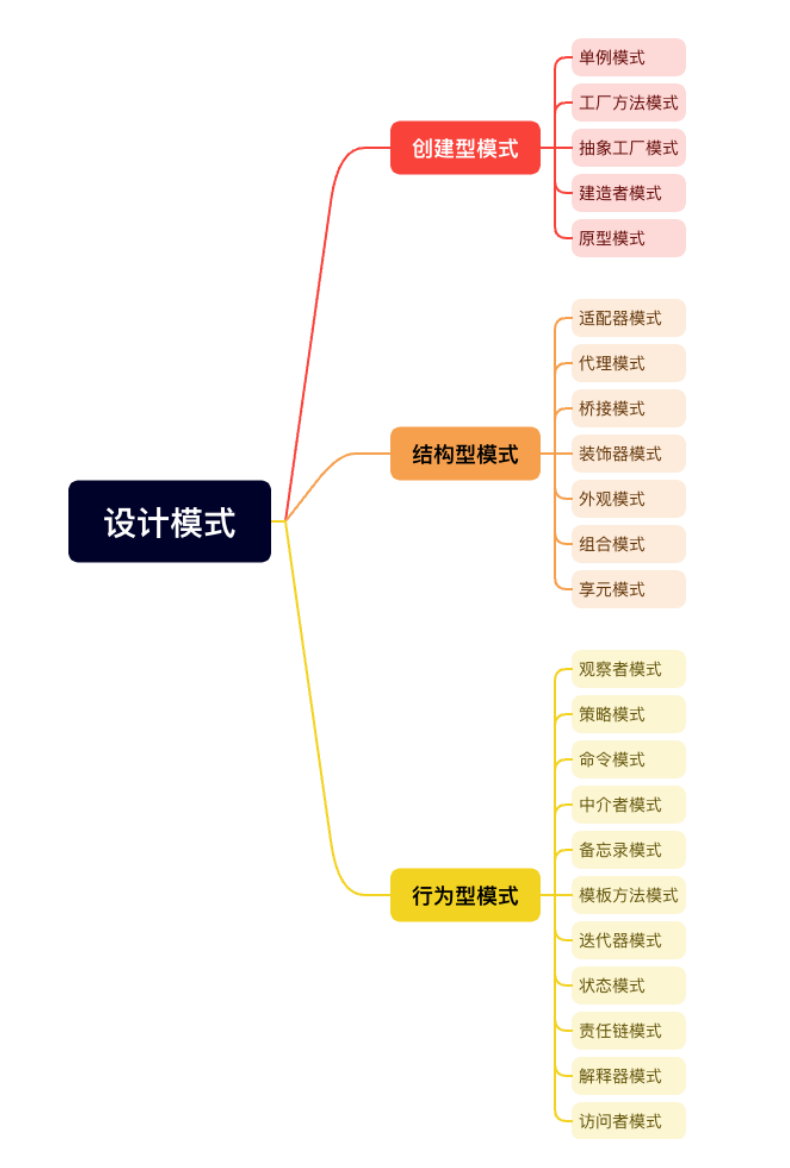 设计模式
创建型模式
单例模式
工厂方法模式
抽象工厂模式
建造者模式
原型模式
结构型模式
适配器模式
代理模式
桥接模式
装饰器模式
外观模式
组合模式
享元模式
行为型模式
观察者模式
策略模式
命令模式
中介者模式
备忘录模式
模板方法模式
迭代器模式
状态模式
责任链模式
解释器模式
访问者模式